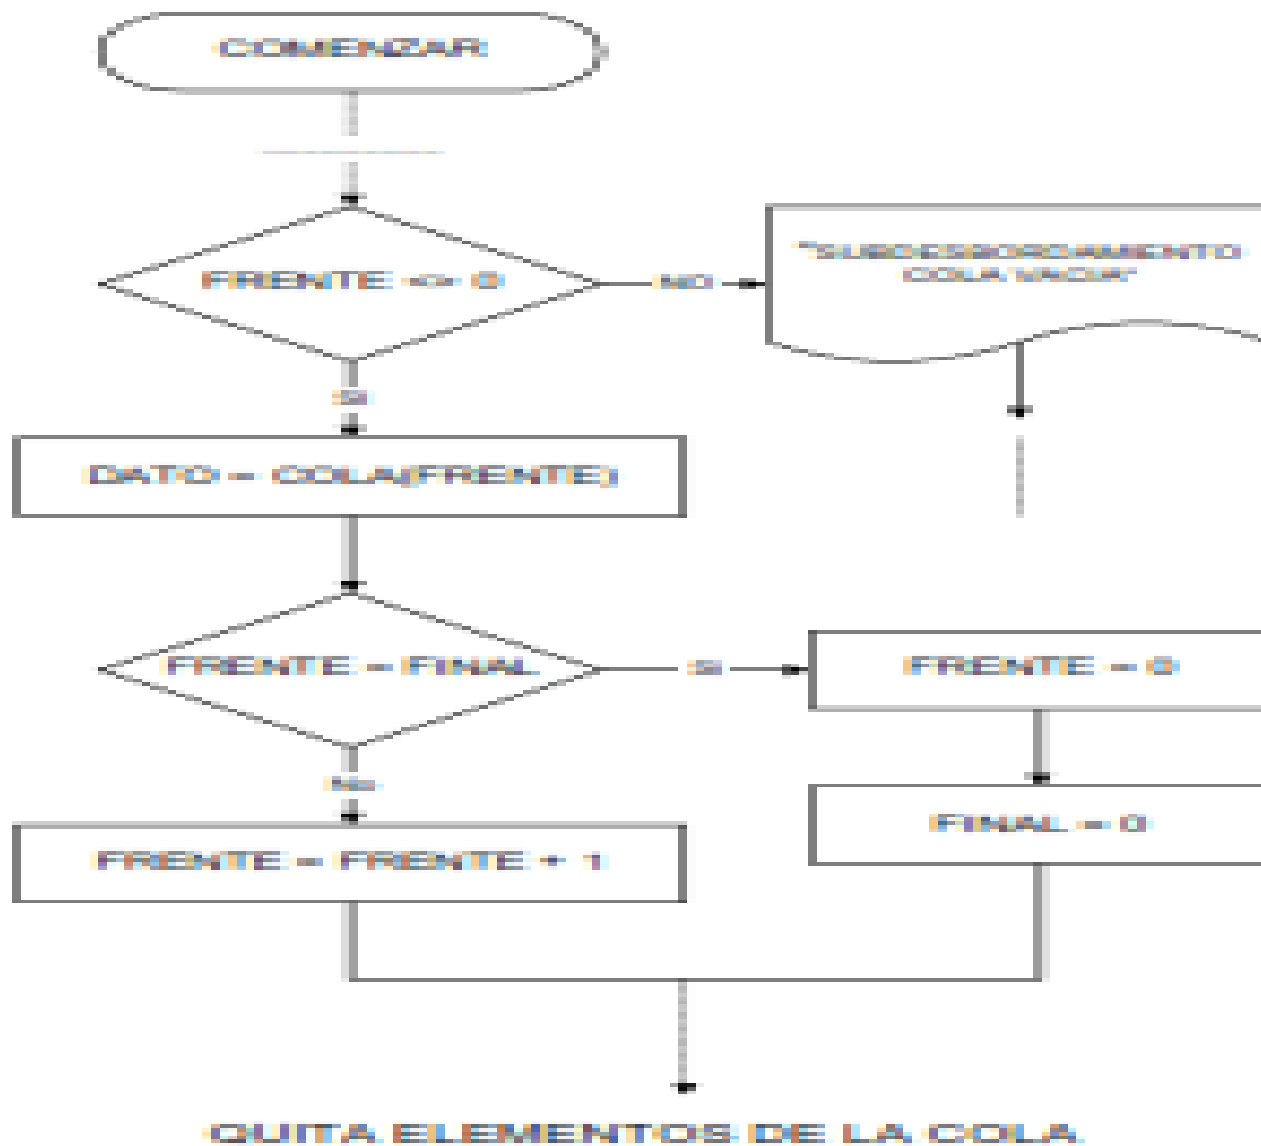 COMENZAR
FRENTE <> 0
NO
"SUBDESBORDAMIENTO
COLA VACIA"
SI
DATO = COLA(FRENTE)
FRENTE = FINAL
SI
FRENTE = 0
No
FINAL = 0
FRENTE = FRENTE + 1
QUITA ELEMENTOS DE LA COLA